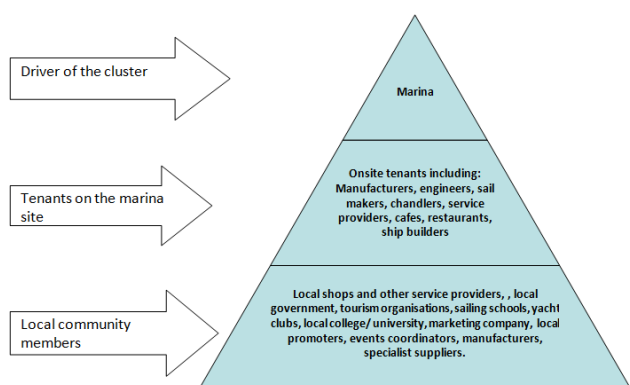 Driver of the cluster
Marina
Tenants on the marina
site
Onsite tenants including:
Manufacturers, engineers, sail
makers, chandlers, service
providers, cafes, restaurants,
ship builders
Local community
members
Local shops and other service providers, , local
government, tourism organisations, sailing schools, yacht
clubs, local college/ university, marketing company, local
promoters, events coordinators, manufacturers,
specialist suppliers.